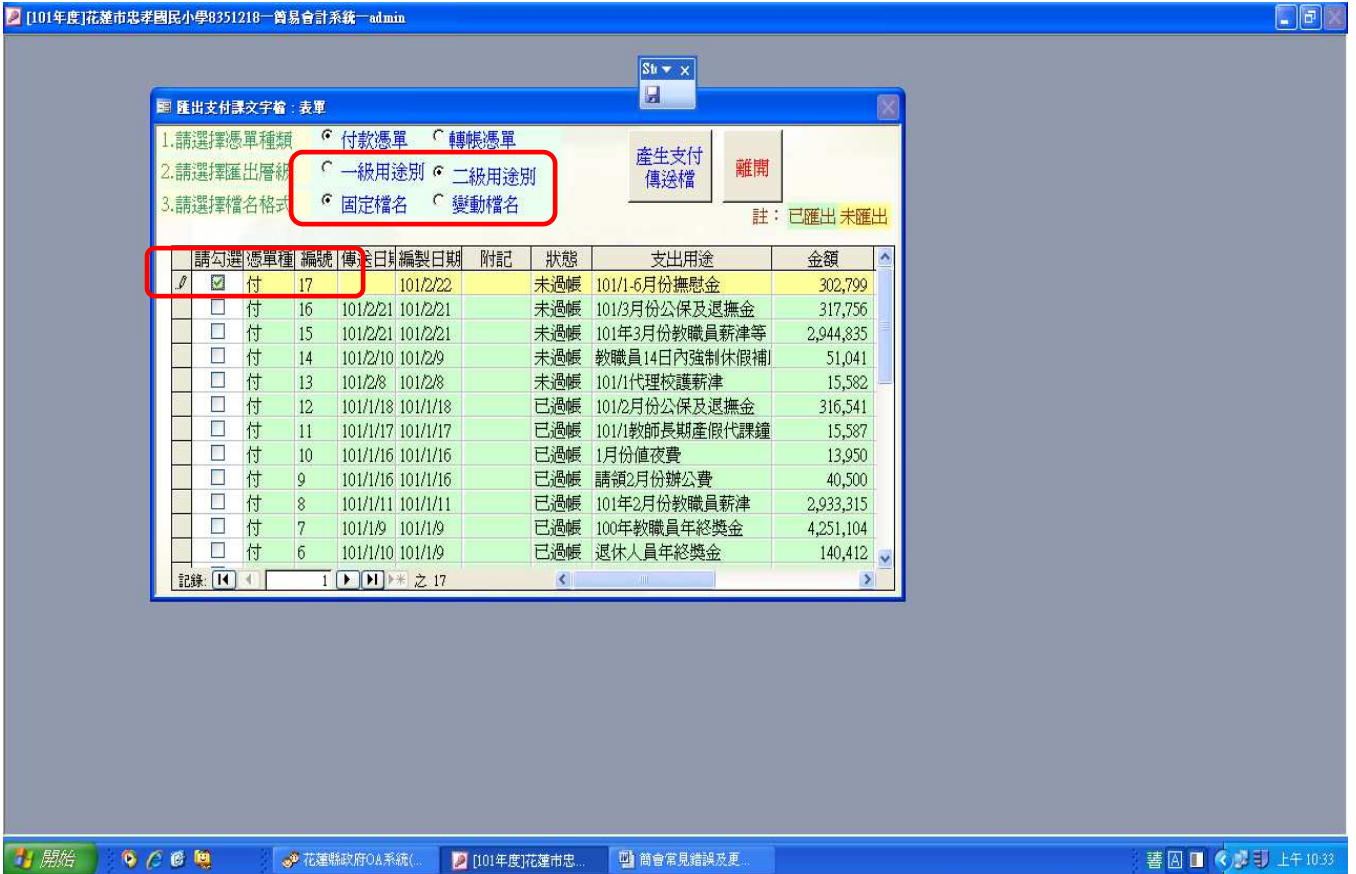 [101年度]花蓮市忠孝國民小學8351218--簡易會計系統--admin
Stı
匯出支付課文字檔 : 表單
1.請選擇憑單種類 付款憑單 轉帳憑單
2.請選擇匯出層級 一級用途別 二級用途別
3.請選擇檔名格式 固定檔名 變動檔名
產生支付
傳送檔
離開
註： 已匯出 未匯出
請勾選 憑單種 編號 傳送日期 編製日期 附記 狀態 支出用途 金額
付 17 101/2/22 未過帳 101/1-6月份撫慰金 302,799
付 16 101/2/21 101/2/21 未過帳 101/3月份公保及退撫金 317,756
付 15 101/2/21 101/2/21 未過帳 101年3月份教職員薪津等 2,944,835
付 14 101/2/10 101/2/9 未過帳 教職員14日內強制休假補 51,041
付 13 101/2/8 101/2/8 未過帳 101/1代理校護薪津 15,582
付 12 101/1/18 101/1/18 已過帳 101/2月份公保及退撫金 316,541
付 11 101/1/17 101/1/17 已過帳 101/1教師長期產假代課鐘 15,587
付 10 101/1/16 101/1/16 已過帳 1月份值夜費 13,950
付 9 101/1/16 101/1/16 已過帳 請領2月份辦公費 40,500
付 8 101/1/11 101/1/11 已過帳 101年2月份教職員薪津 2,933,315
付 7 101/1/9 101/1/9 已過帳 100年教職員年終獎金 4,251,104
付 6 101/1/10 101/1/9 已過帳 退休人員年終獎金 140,412
記錄: 1 之 17
開始 花蓮縣政府OA系統(... [101年度]花蓮市忠... 簡會常見錯誤及更... A 上午 10:33